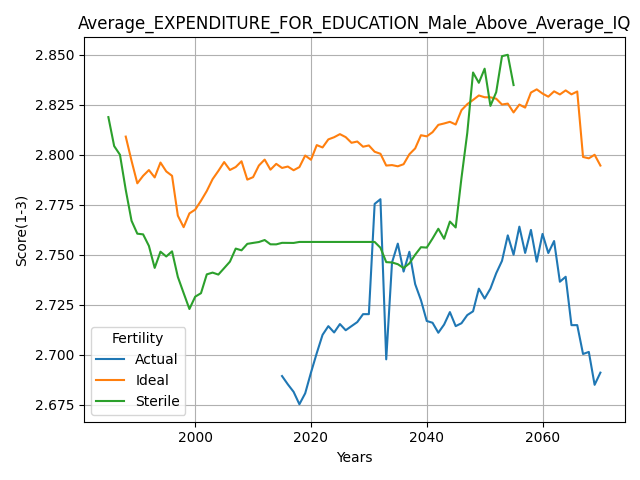 Average_EXPENDITURE_FOR_EDUCATION_Male_Above_Average_IQ
2.850
2.825
2.800
2.775
2.750
2.725
2.700
2.675
Score(1-3)
Fertility
Actual
Ideal
Sterile
2000 2020 2040 2060
Years